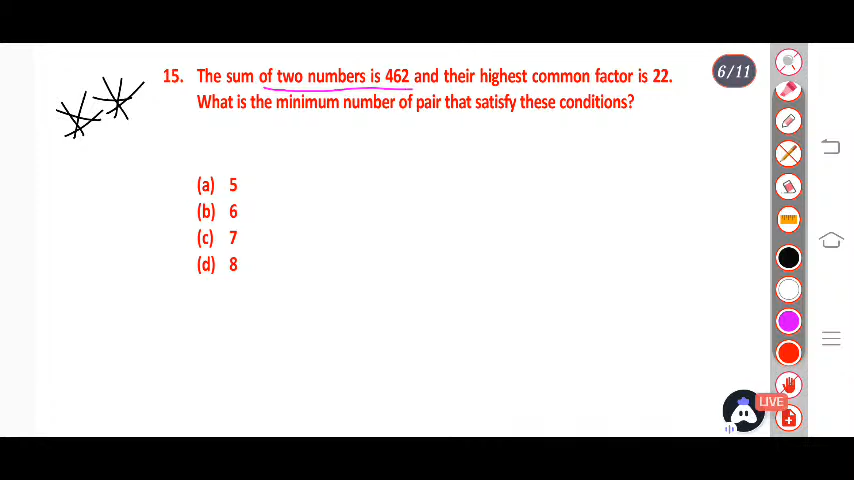 6/11
15. The sum of two numbers is 462 and their highest common factor is 22.
What is the minimum number of pair that satisfy these conditions?
(a) 5
(b) 6
(c) 7
(d) 8
LIVE